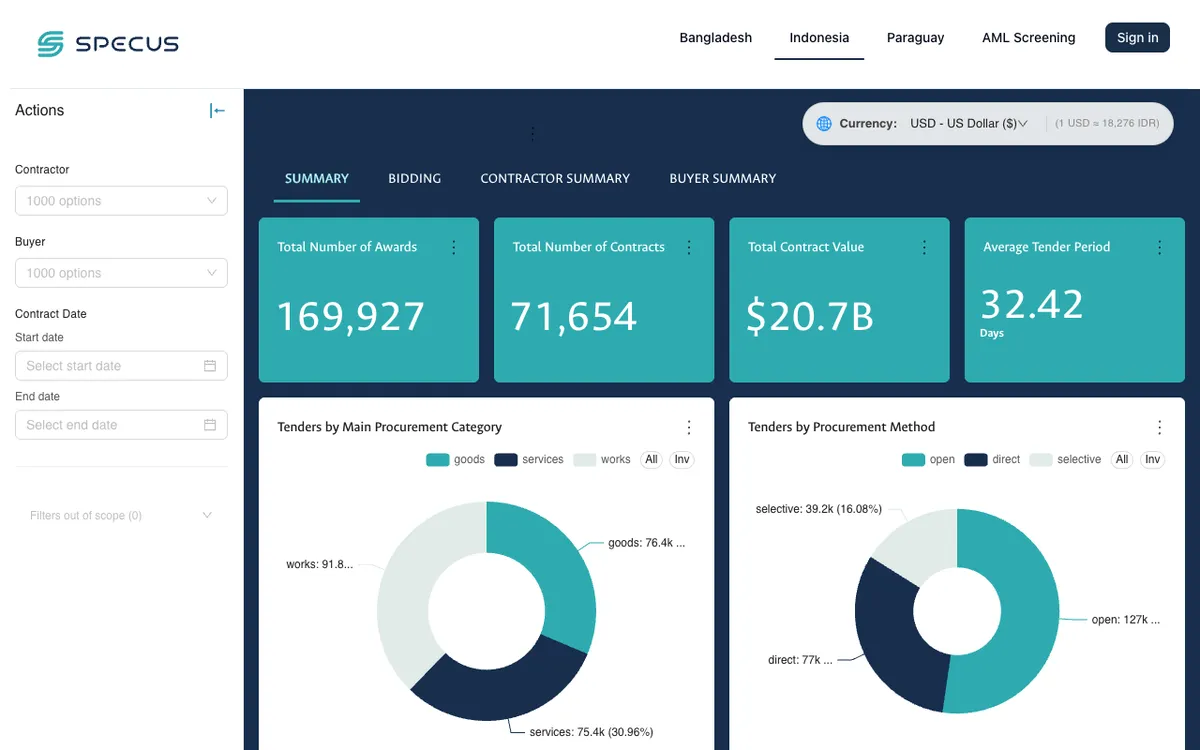 SPECUS
Bangladesh
Indonesia
Paraguay
AML Screening
Sign in
Actions
Contractor
1000 options
Buyer
1000 options
Contract Date
Start date
Select start date
End date
Select end date
Filters out of scope (0)
Currency: USD - US Dollar ($) (1 USD = 18,276 IDR)
SUMMARY
BIDDING
CONTRACTOR SUMMARY
BUYER SUMMARY
Total Number of Awards
169,927
Total Number of Contracts
71,654
Total Contract Value
$20.7B
Average Tender Period
32.42
Days
Tenders by Main Procurement Category
goods services works All Inv
goods: 76.4k ...
works: 91.8...
services: 75.4k (30.96%)
Tenders by Procurement Method
open direct selective All Inv
selective: 39.2k (16.08%)
open: 127k ...
direct: 77k ...